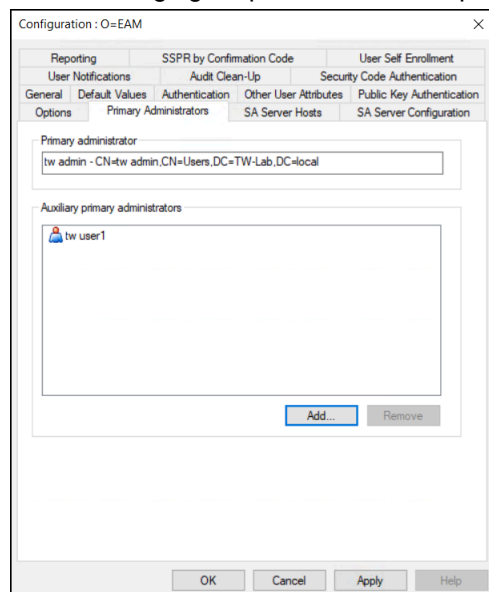 Configuration : O=EAM
Reporting SSPR by Confirmation Code User Self Enrollment
User Notifications Audit Clean-Up Security Code Authentication
General Default Values Authentication Other User Attributes Public Key Authentication
Options Primary Administrators SA Server Hosts SA Server Configuration
Primary administrator
tw admin - CN=tw admin,CN=Users,DC=TW-Lab,DC=local
Auxiliary primary administrators
tw user1
Add... Remove
OK Cancel Apply Help